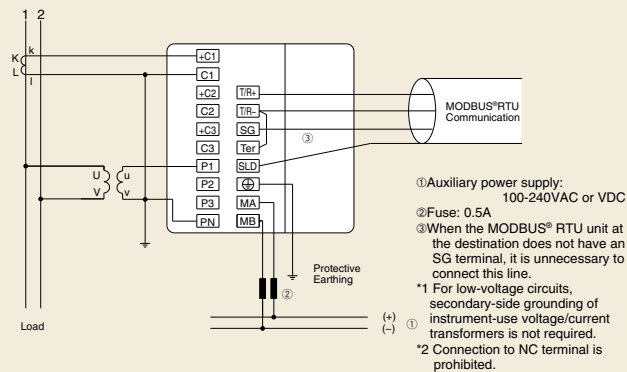 1 2
K k
L l
+C1
C1
+C2 T/R+
C2 T/R−
+C3 SG
C3 Ter
P1 SLD
P2
P3 MA
PN MB
U u
V v
③
MODBUS®RTU
Communication
Protective
Earthing
②
(+)
(−) ①
Load
①Auxiliary power supply:
100-240VAC or VDC
②Fuse: 0.5A
③When the MODBUS® RTU unit at
the destination does not have an
SG terminal, it is unnecessary to
connect this line.
*1 For low-voltage circuits,
secondary-side grounding of
instrument-use voltage/current
transformers is not required.
*2 Connection to NC terminal is
prohibited.